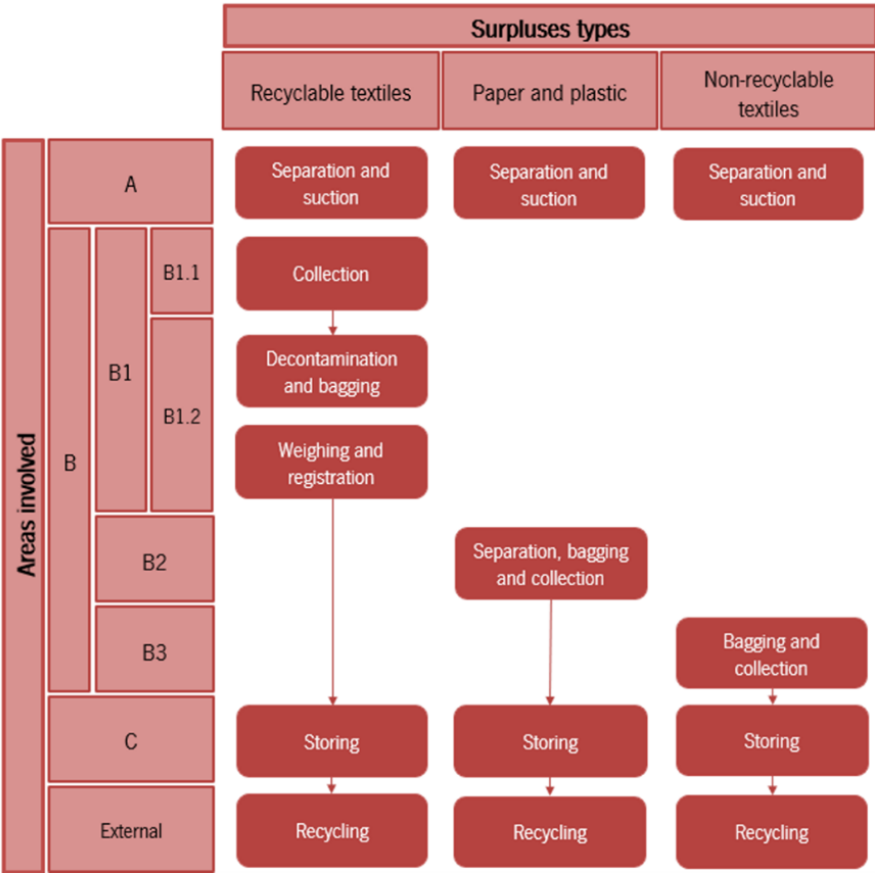 Surpluses types
Recyclable textiles
Paper and plastic
Non-recyclable
textiles
Areas involved
A
Separation and
suction
Separation and
suction
Separation and
suction
B
B1
B1.1
Collection
B1.2
Decontamination
and bagging
Weighing and
registration
B2
Separation, bagging
and collection
B3
Bagging and
collection
C
Storing
Storing
Storing
External
Recycling
Recycling
Recycling